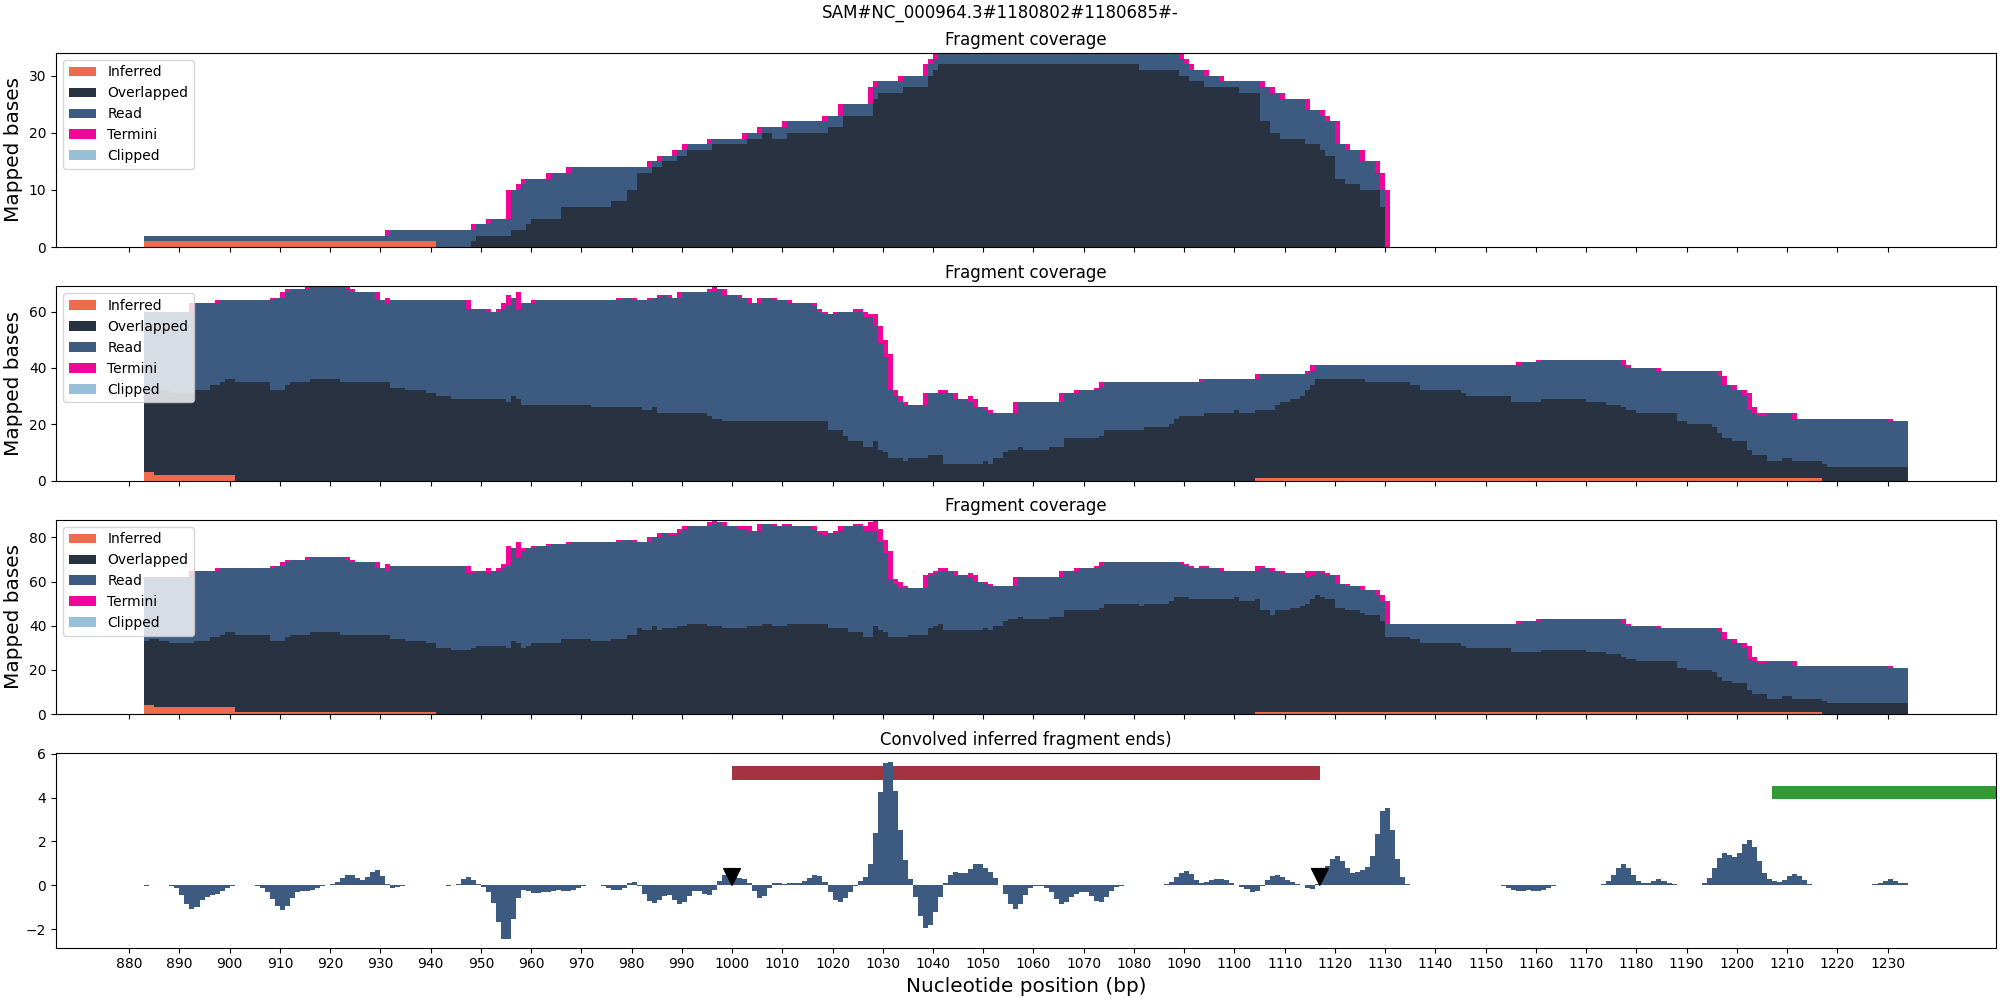 SAM#NC_000964.3#1180802#1180685#-
Fragment coverage
Mapped bases
30
20
10
0
Inferred
Overlapped
Read
Termini
Clipped
Fragment coverage
Mapped bases
60
40
20
0
Inferred
Overlapped
Read
Termini
Clipped
Fragment coverage
Mapped bases
80
60
40
20
0
Inferred
Overlapped
Read
Termini
Clipped
Convolved inferred fragment ends)
6
4
2
0
−2
880 890 900 910 920 930 940 950 960 970 980 990 1000 1010 1020 1030 1040 1050 1060 1070 1080 1090 1100 1110 1120 1130 1140 1150 1160 1170 1180 1190 1200 1210 1220 1230
Nucleotide position (bp)